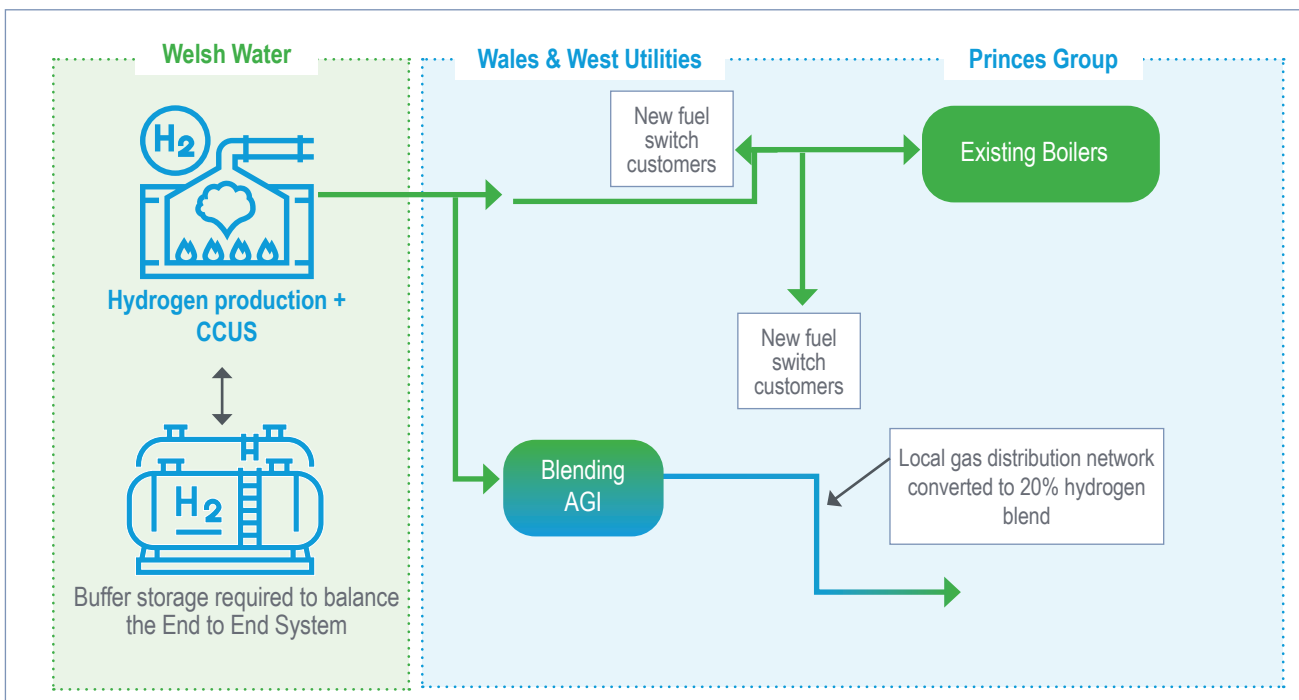 Welsh Water
Wales & West Utilities
Princes Group
H2
Hydrogen production +
CCUS
H2
Buffer storage required to balance
the End to End System
New fuel
switch
customers
Existing Boilers
New fuel
switch
customers
Blending
AGI
Local gas distribution network
converted to 20% hydrogen
blend